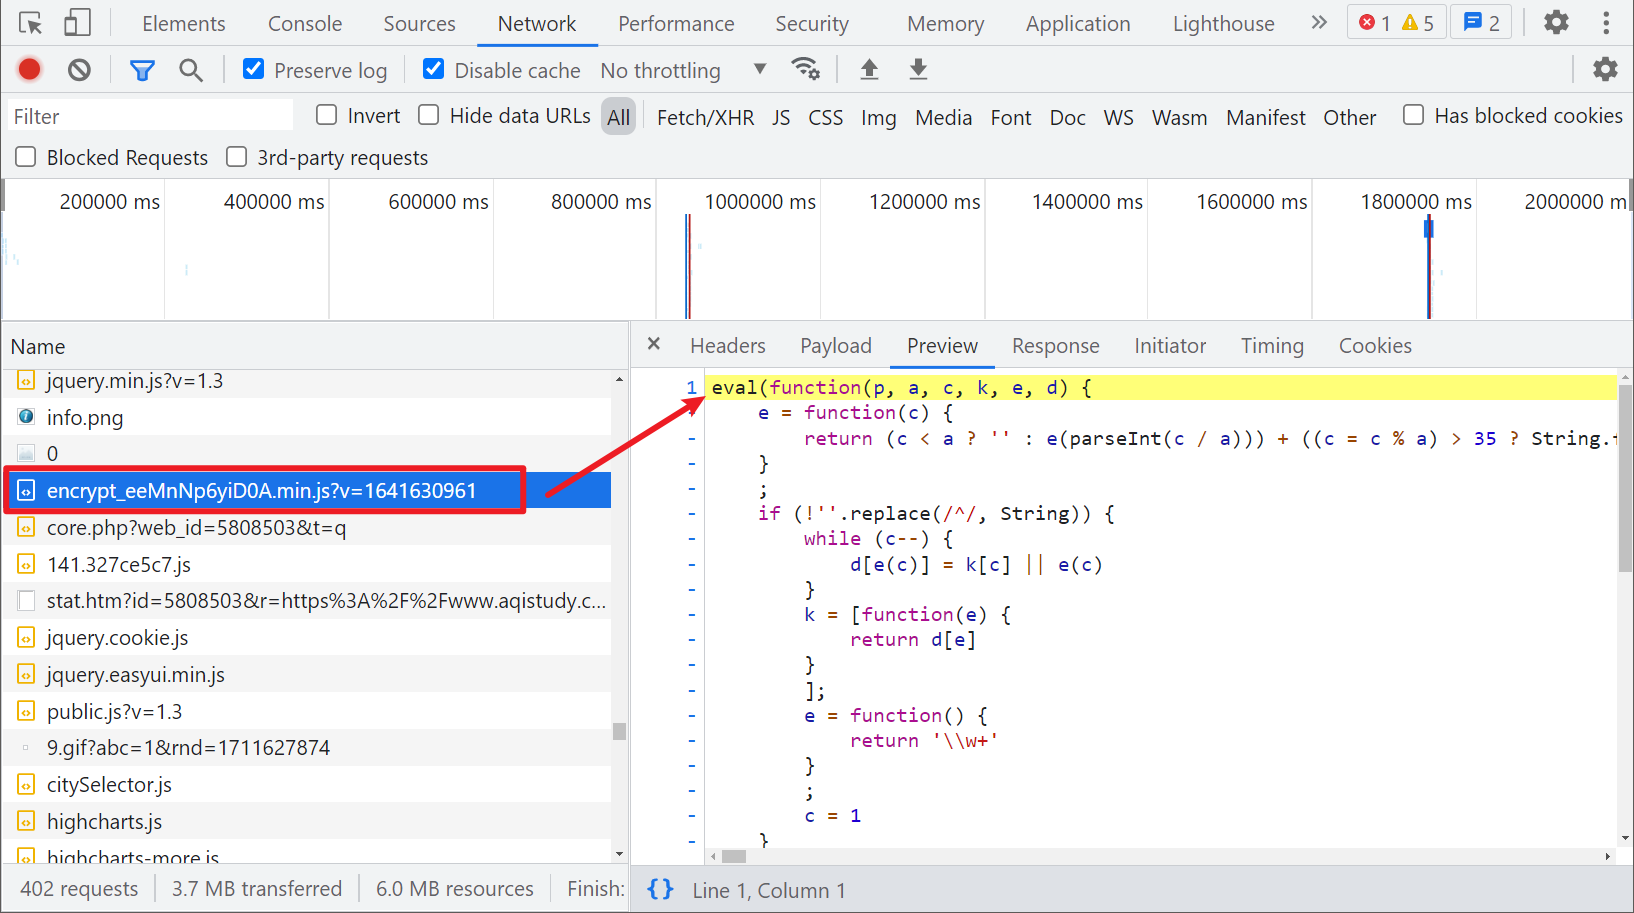 Elements Console Sources Network Performance Security Memory Application Lighthouse » 1 5 2
Preserve log Disable cache No throttling
Filter Invert Hide data URLs All Fetch/XHR JS CSS Img Media Font Doc WS Wasm Manifest Other Has blocked cookies
Blocked Requests 3rd-party requests
200000 ms 400000 ms 600000 ms 800000 ms 1000000 ms 1200000 ms 1400000 ms 1600000 ms 1800000 ms 2000000 m
Name
jquery.min.js?v=1.3
info.png
0
encrypt_eeMnNp6yiD0A.min.js?v=1641630961
core.php?web_id=5808503&t=q
141.327ce5c7.js
stat.htm?id=5808503&r=https%3A%2F%2Fwww.aqistudy.c...
jquery.cookie.js
jquery.easyui.min.js
public.js?v=1.3
9.gif?abc=1&rnd=1711627874
citySelector.js
highcharts.js
highcharts-more.js
402 requests 3.7 MB transferred 6.0 MB resources Finish:
× Headers Payload Preview Response Initiator Timing Cookies
1 eval(function(p, a, c, k, e, d) {
- e = function(c) {
- return (c < a ? '' : e(parseInt(c / a))) + ((c = c % a) > 35 ? String.f
- }
- ;
- if (!''.replace(/^/, String)) {
- while (c--) {
- d[e(c)] = k[c] || e(c)
- }
- k = [function(e) {
- return d[e]
- }
- ];
- e = function() {
- return '\\w+'
- }
- ;
- c = 1
- }
{} Line 1, Column 1